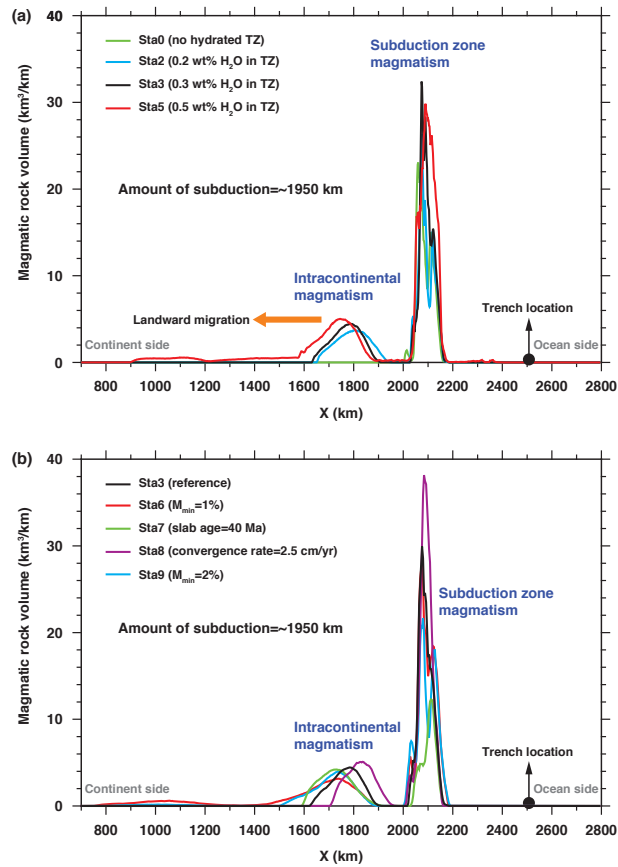 (a)
40
30
20
10
0
Magmatic rock volume (km³/km)
Sta0 (no hydrated TZ)
Sta2 (0.2 wt% H₂O in TZ)
Sta3 (0.3 wt% H₂O in TZ)
Sta5 (0.5 wt% H₂O in TZ)
Subduction zone
magmatism
Amount of subduction=~1950 km
Intracontinental
magmatism
Landward migration
Trench location
Continent side
Ocean side
800 1000 1200 1400 1600 1800 2000 2200 2400 2600 2800
X (km)
(b)
40
30
20
10
0
Magmatic rock volume (km³/km)
Sta3 (reference)
Sta6 (Mmin=1%)
Sta7 (slab age=40 Ma)
Sta8 (convergence rate=2.5 cm/yr)
Sta9 (Mmin=2%)
Subduction zone
magmatism
Amount of subduction=~1950 km
Intracontinental
magmatism
Trench location
Continent side
Ocean side
800 1000 1200 1400 1600 1800 2000 2200 2400 2600 2800
X (km)